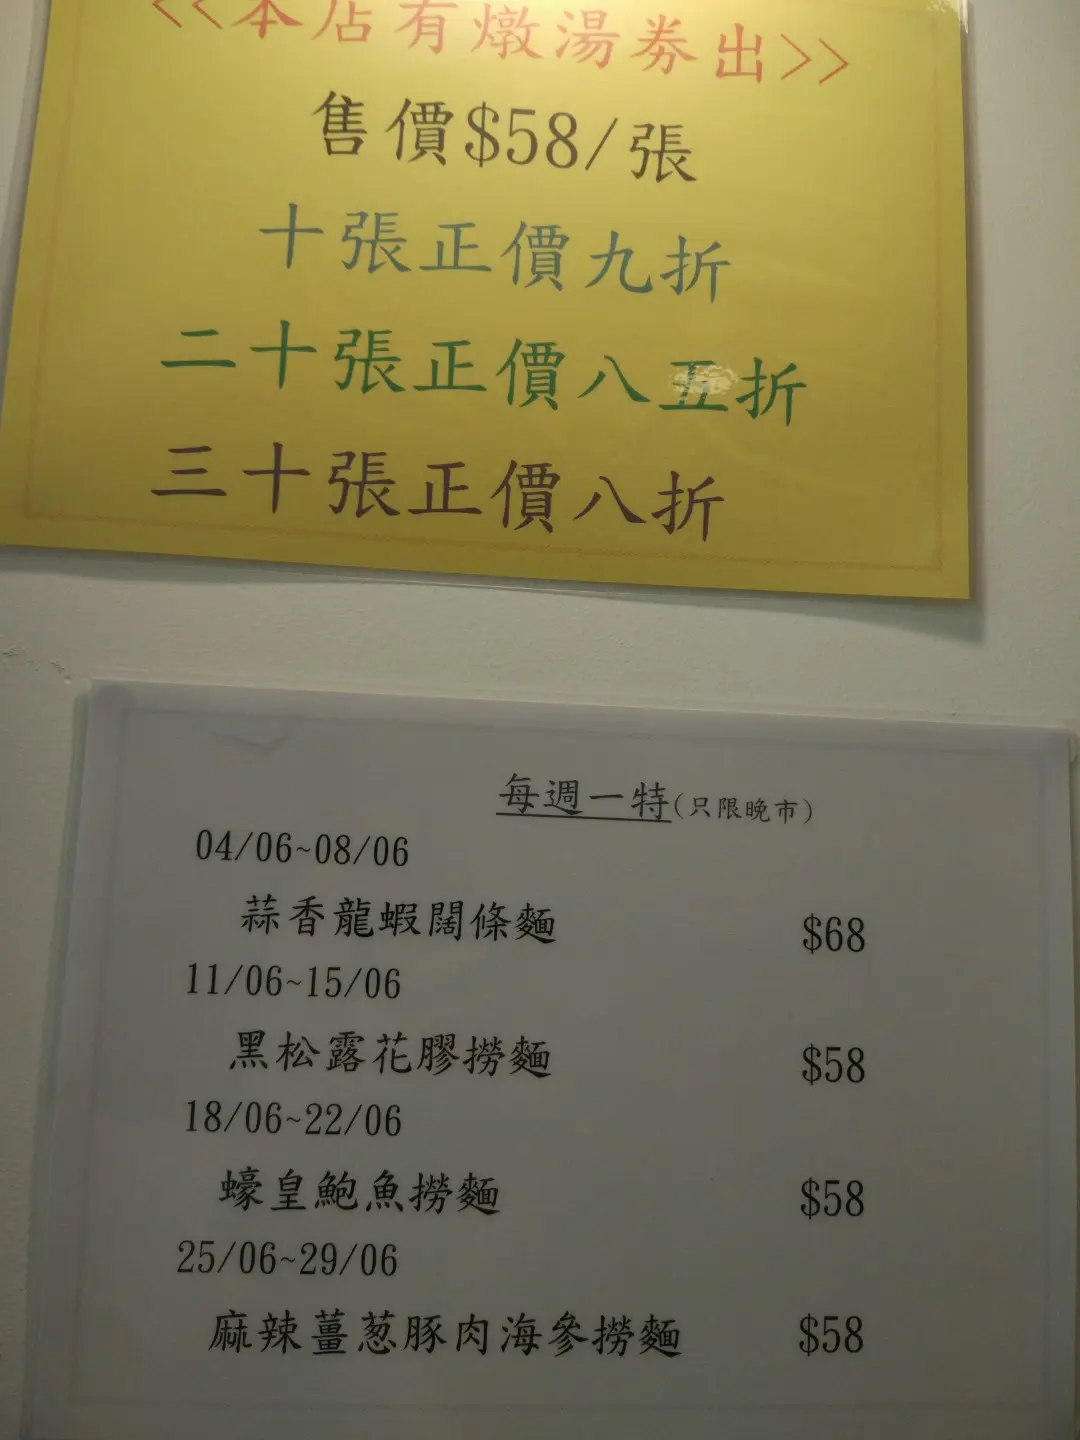 <<本店有燉湯券出>>
售價$58/張
十張正價九折
二十張正價八五折
三十張正價八折
每週一特(只限晚市)
04/06~08/06
蒜香龍蝦闊條麵 $68
11/06~15/06
黑松露花膠撈麵 $58
18/06~22/06
蠔皇鮑魚撈麵 $58
25/06~29/06
麻辣薑葱豚肉海參撈麵 $58